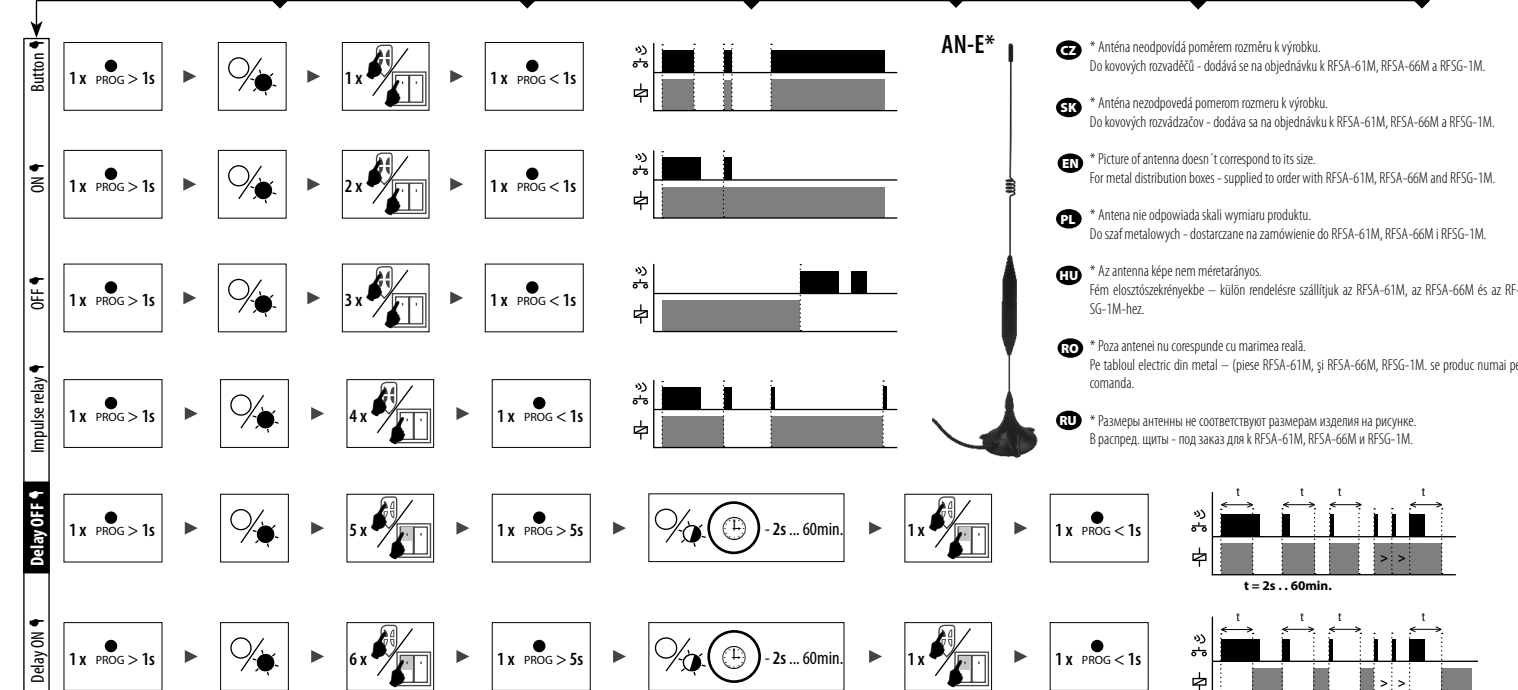 Button
1 x PROG > 1s
1 x
1 x PROG < 1s
AN-E*
CZ * Anténa neodpovídá poměrem rozměru k výrobku.
Do kovových rozvaděčů - dodává se na objednávku k RFSA-61M, RFSA-66M a RFSG-1M.
SK * Anténa nezodpovedá pomerom rozmeru k výrobku.
Do kovových rozvádzačov - dodáva sa na objednávku k RFSA-61M, RFSA-66M a RFSG-1M.
ON
1 x PROG > 1s
2 x
1 x PROG < 1s
EN * Picture of antenna doesn´t correspond to its size.
For metal distribution boxes - supplied to order with RFSA-61M, RFSA-66M and RFSG-1M.
PL * Antena nie odpowiada skali wymiaru produktu.
Do szaf metalowych - dostarczane na zamówienie do RFSA-61M, RFSA-66M i RFSG-1M.
OFF
1 x PROG > 1s
3 x
1 x PROG < 1s
HU * Az antenna képe nem méretarányos.
Fém elosztószekrényekbe – külön rendelésre szállítjuk az RFSA-61M, az RFSA-66M és az RF-
SG-1M-hez.
RO * Poza antenei nu corespunde cu marimea reală.
Pe tabloul electric din metal – (piese RFSA-61M, şi RFSA-66M, RFSG-1M. se produc numai pe
comanda.
Impulse relay
1 x PROG > 1s
4 x
1 x PROG < 1s
RU * Размеры антенны не соответствуют размерам изделия на рисунке.
В распред. щиты - под заказ для k RFSA-61M, RFSA-66M и RFSG-1M.
Delay OFF
1 x PROG > 1s
5 x
1 x PROG > 5s
- 2s ... 60min.
1 x
1 x PROG < 1s
t t t t
> >
t = 2s . . 60min.
Delay ON
1 x PROG > 1s
6 x
1 x PROG > 5s
- 2s ... 60min.
1 x
1 x PROG < 1s
t t t t
> >